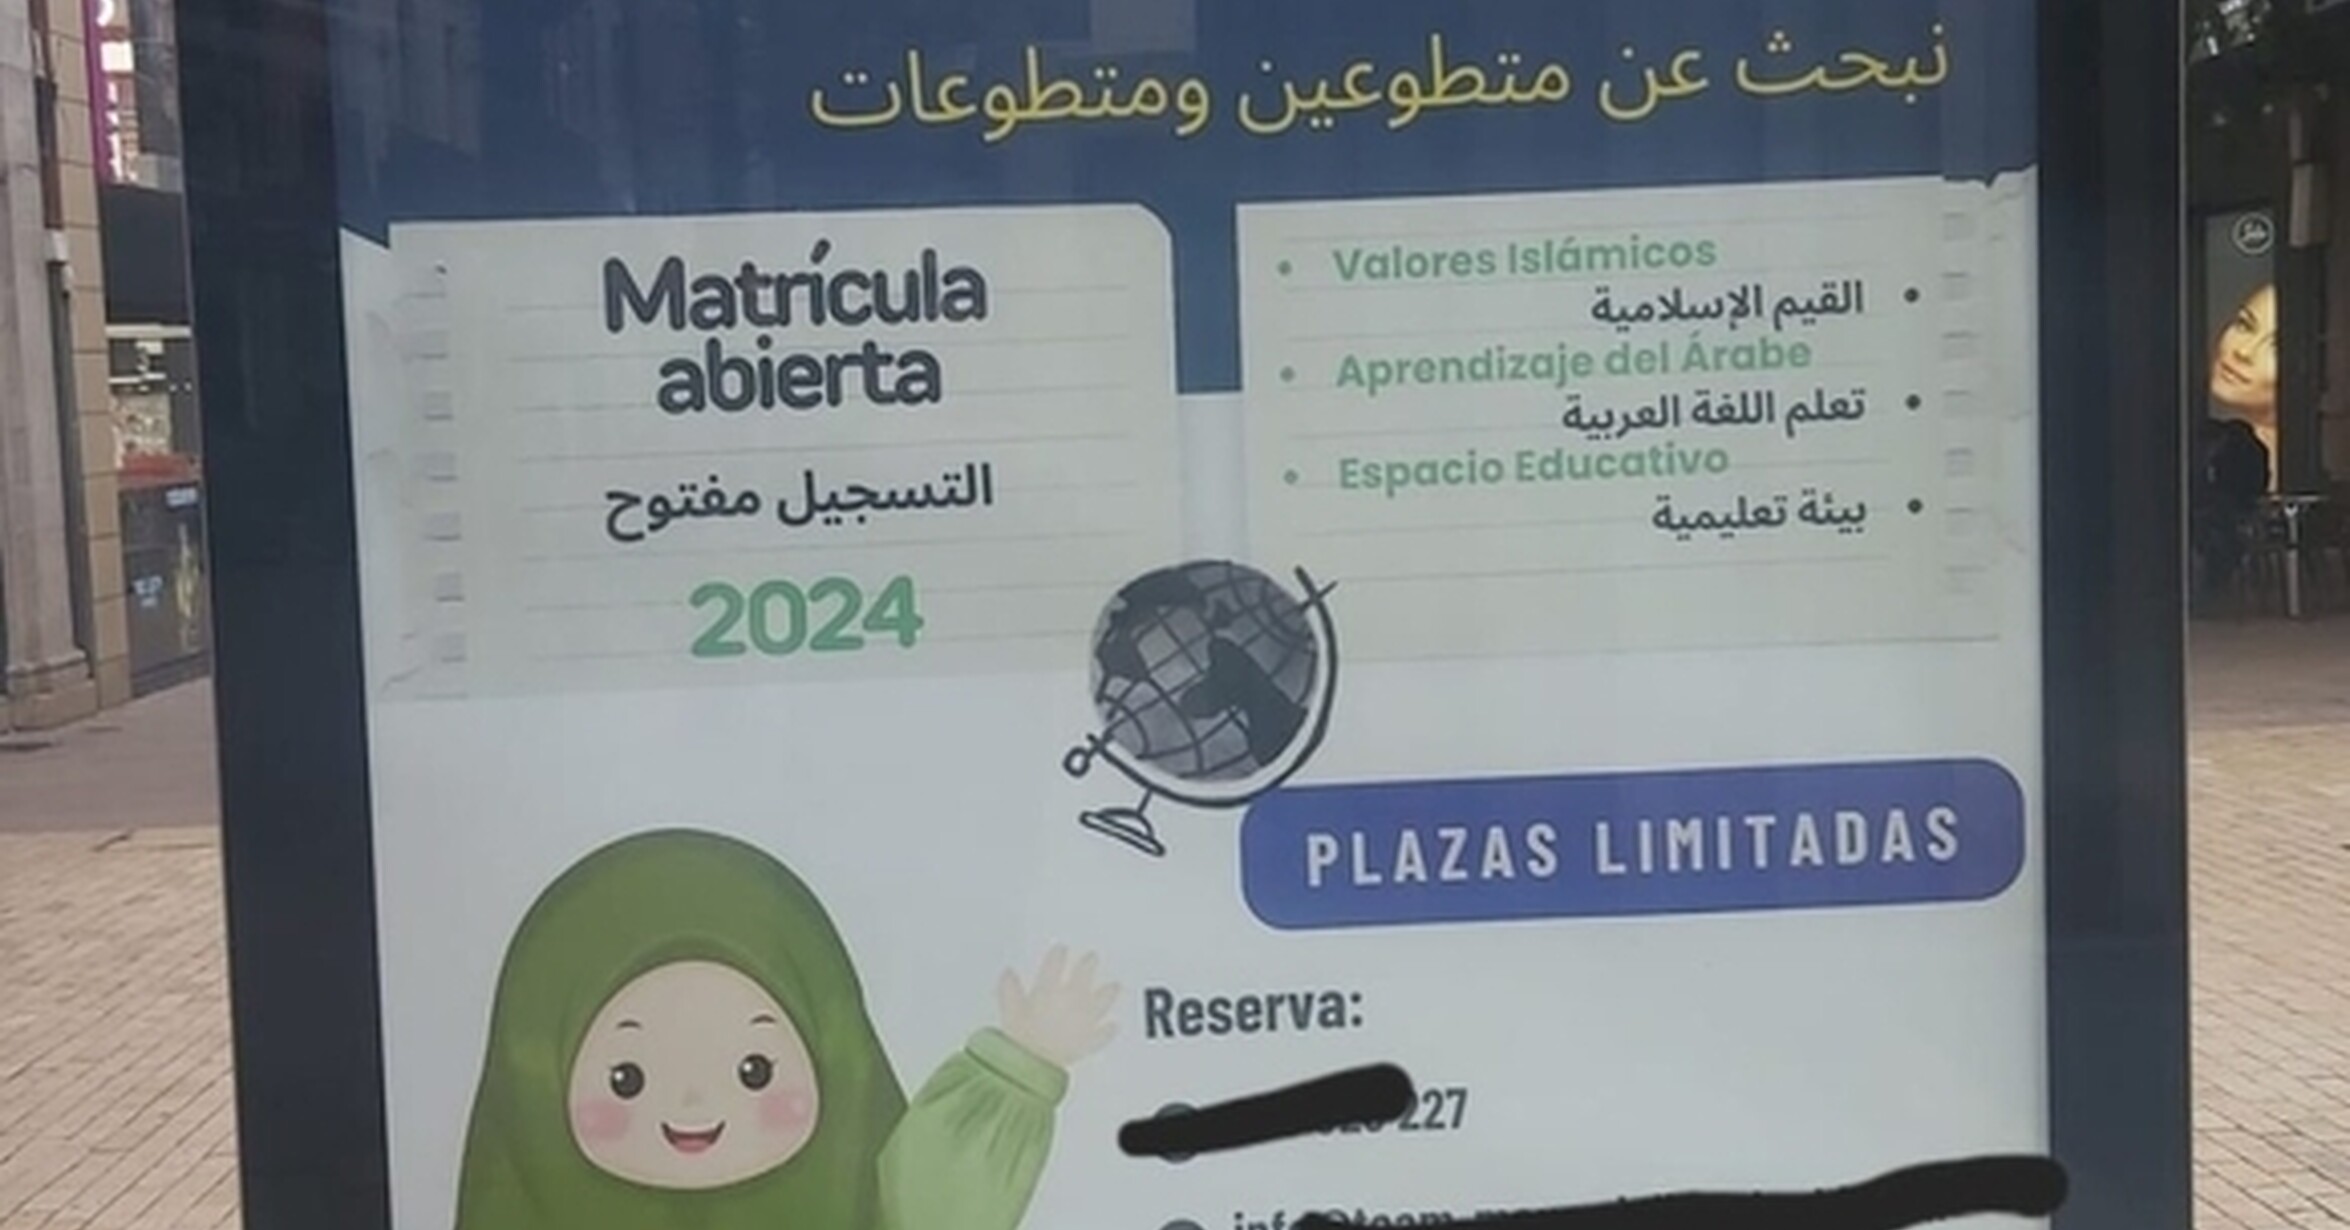 نبحث عن متطوعين ومتطوعات
Matrícula
abierta
التسجيل مفتوح
2024
• Valores Islámicos
• القيم الإسلامية
• Aprendizaje del Árabe
• تعلم اللغة العربية
• Espacio Educativo
• بيئة تعليمية
PLAZAS LIMITADAS
Reserva:
227